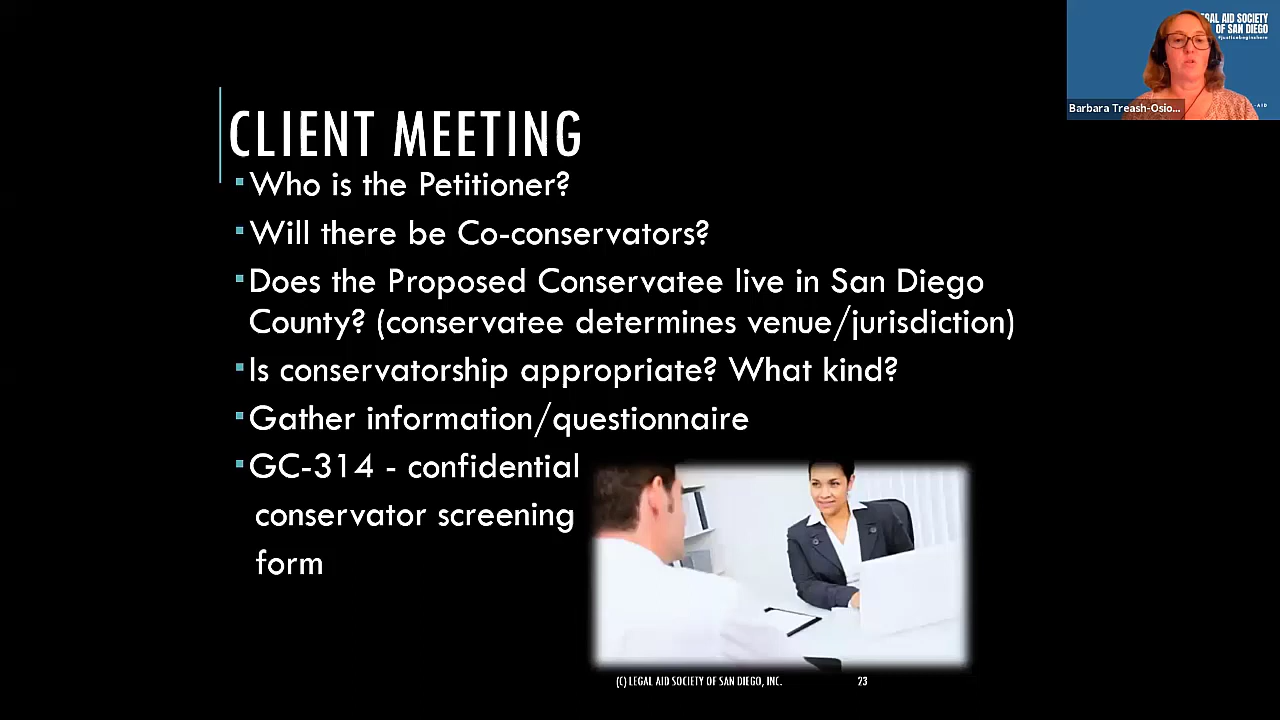 LEGAL AID SOCIETY
OF SAN DIEGO
#justicebeginshere
Barbara Treash-Osio...
-AID
CLIENT MEETING
▪Who is the Petitioner?
▪Will there be Co-conservators?
▪Does the Proposed Conservatee live in San Diego
County? (conservatee determines venue/jurisdiction)
▪Is conservatorship appropriate? What kind?
▪Gather information/questionnaire
▪GC-314 - confidential
conservator screening
form
(C) LEGAL AID SOCIETY OF SAN DIEGO, INC.
23